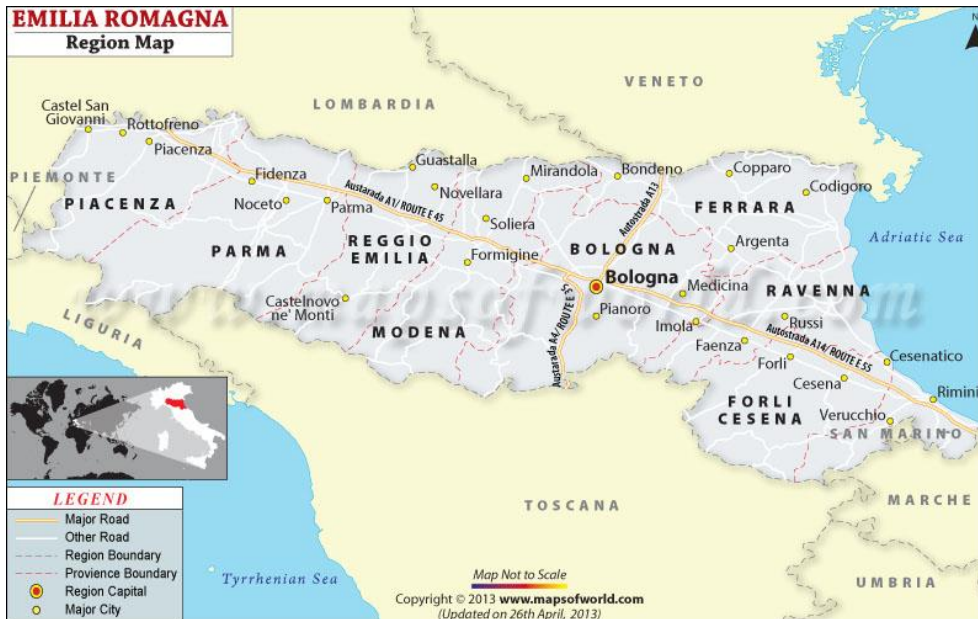 EMILIA ROMAGNA
Region Map
N
VENETO
LOMBARDIA
Castel San
Giovanni
Rottofreno
Piacenza
PIEMONTE
PIACENZA
Fidenza
Noceto
Parma
PARMA
Guastalla
Novellara
Austarada A1/ ROUTE E 45
REGGIO
EMILIA
Mirandola
Soliera
Formigine
Bondeno
Autostrada A13
BOLOGNA
Bologna
Copparo
Codigoro
FERRARA
Argenta
Adriatic Sea
Medicina
RAVENNA
www.mapsofworld.com
Castelnovo
ne' Monti
MODENA
Pianoro
Austarada A4/ ROUTE E 35
Imola
Russi
Faenza
Autostrada A14/ ROUTE E 55
Forli
Cesenatico
Cesena
Rimini
FORLI
CESENA
Verucchio
SAN MARINO
LIGURIA
TOSCANA
MARCHE
UMBRIA
Tyrrhenian Sea
LEGEND
Major Road
Other Road
Region Boundary
Provience Boundary
Region Capital
Major City
Map Not to Scale
Copyright © 2013 www.mapsofworld.com
(Updated on 26th April, 2013)